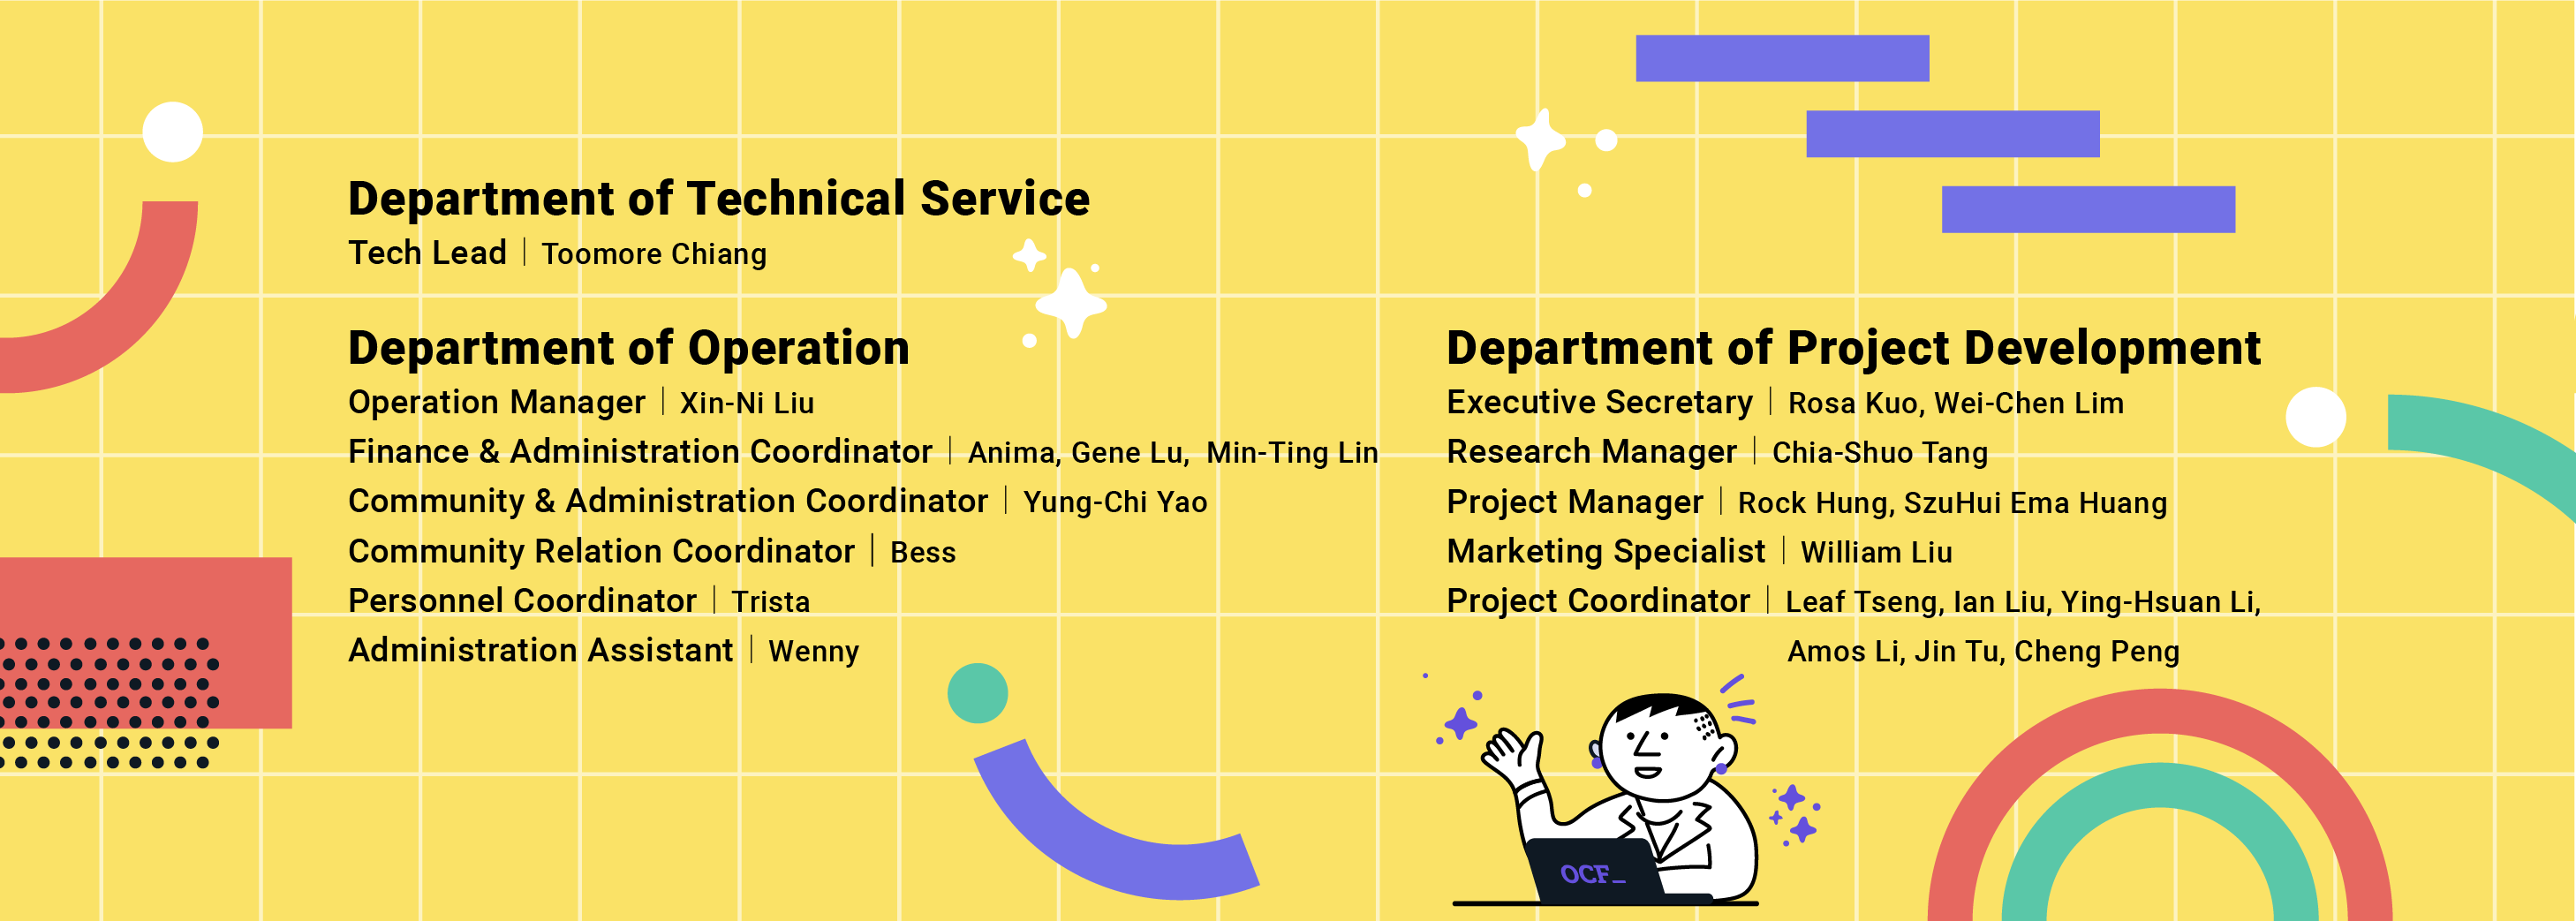 Department of Technical Service
Tech Lead | Toomore Chiang
Department of Operation
Operation Manager | Xin-Ni Liu
Finance & Administration Coordinator | Anima, Gene Lu, Min-Ting Lin
Community & Administration Coordinator | Yung-Chi Yao
Community Relation Coordinator | Bess
Personnel Coordinator | Trista
Administration Assistant | Wenny
Department of Project Development
Executive Secretary | Rosa Kuo, Wei-Chen Lim
Research Manager | Chia-Shuo Tang
Project Manager | Rock Hung, SzuHui Ema Huang
Marketing Specialist | William Liu
Project Coordinator | Leaf Tseng, Ian Liu, Ying-Hsuan Li,
Amos Li, Jin Tu, Cheng Peng
OCF_